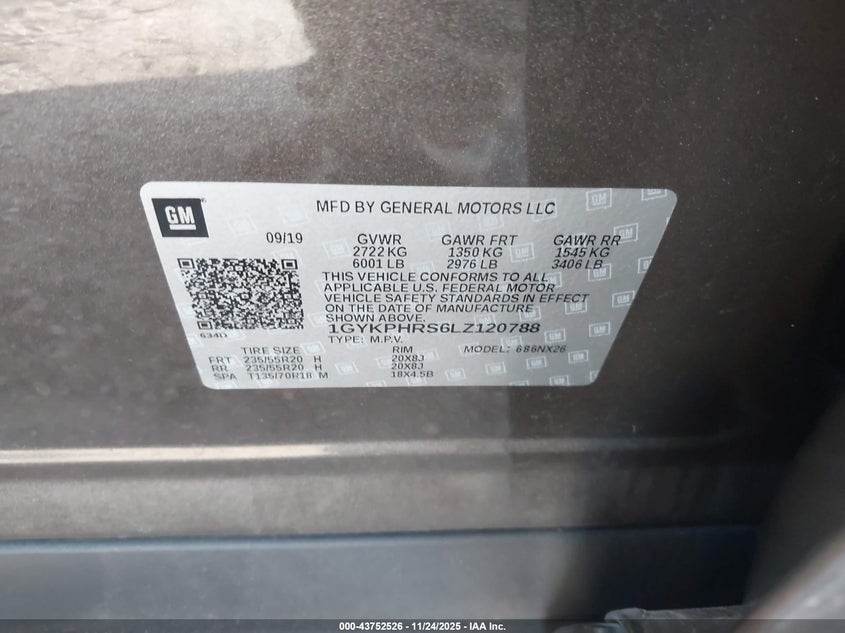 GM
MFD BY GENERAL MOTORS LLC
09/19 GVWR GAWR FRT GAWR RR
2722 KG 1350 KG 1545 KG
6001 LB 2976 LB 3406 LB
THIS VEHICLE CONFORMS TO ALL
APPLICABLE U.S. FEDERAL MOTOR
VEHICLE SAFETY STANDARDS IN EFFECT
ON THE DATE OF MANUFACTURE
SHOWN ABOVE.
634D
1GYKPHRS6LZ120788
TYPE: M.P.V. MODEL: 686NX26
TIRE SIZE RIM
FRT 235/55R20 H 20X8J
RR 235/55R20 H 20X8J
SPA T135/70R18 M 18X4.5B
000-43752526 - 11/24/2025 - IAA Inc.